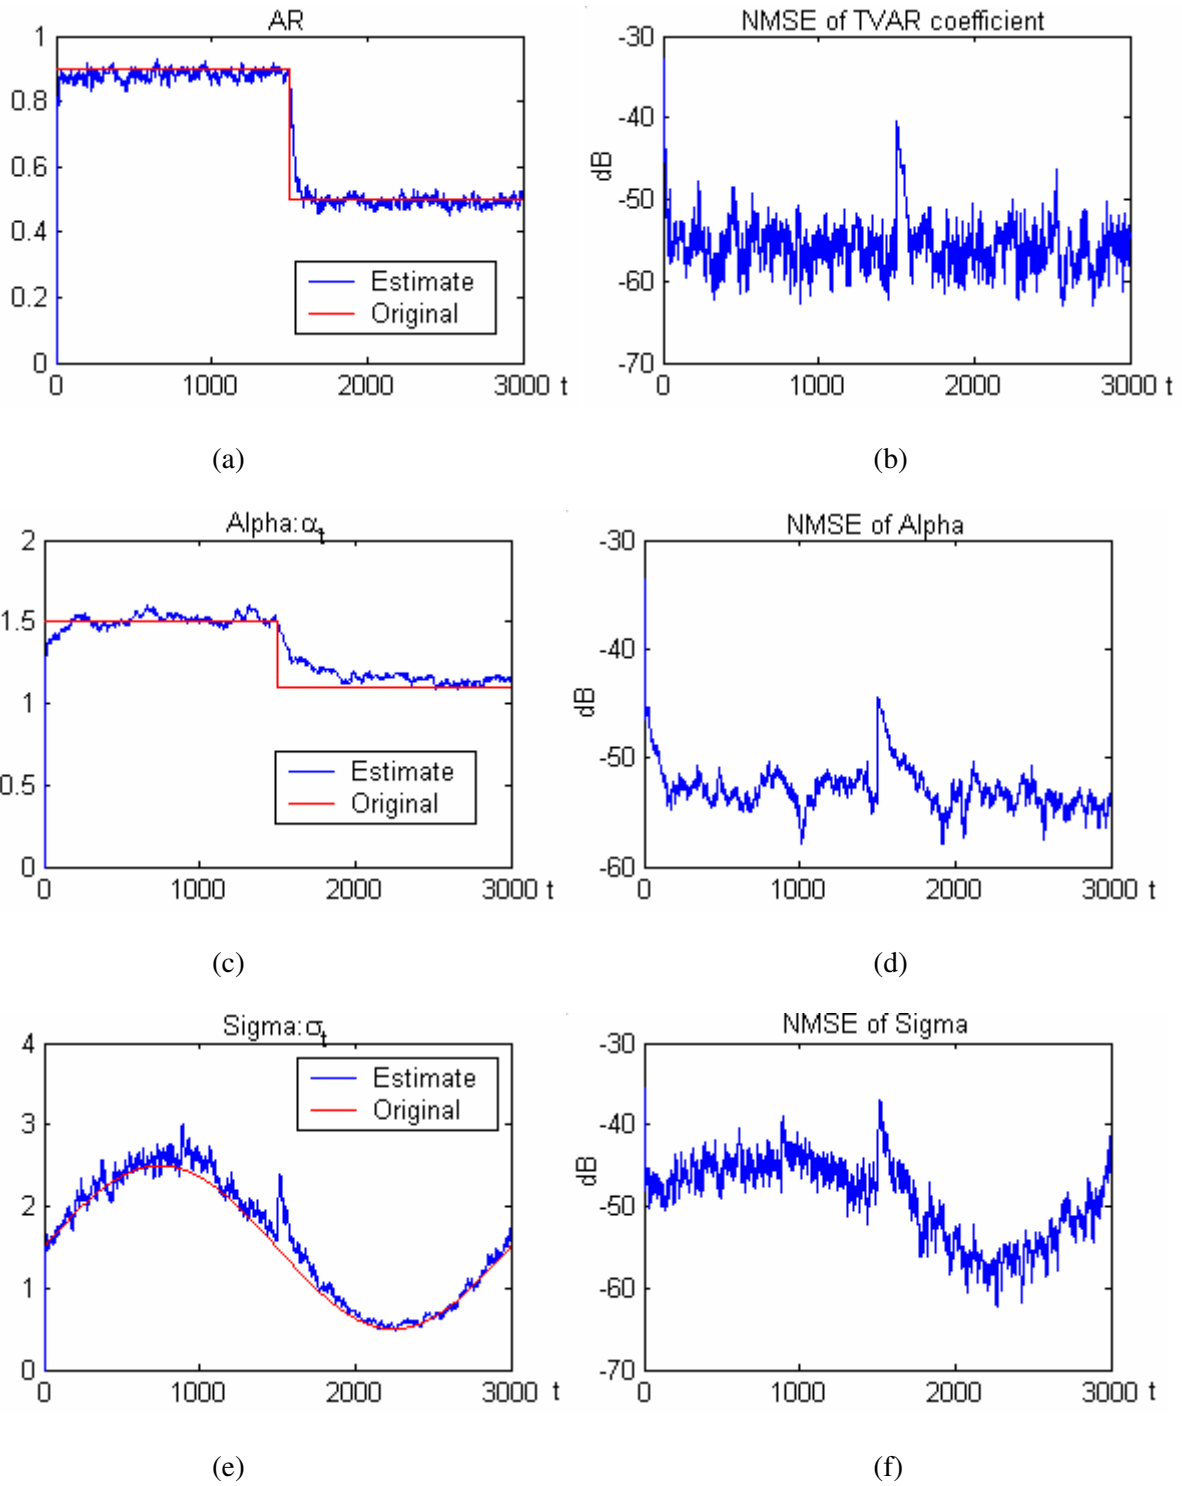 AR
1
0.8
0.6
0.4
0.2
0
Estimate
Original
0 1000 2000 3000 t
(a)
NMSE of TVAR coefficient
-30
-40
-50
-60
-70
dB
0 1000 2000 3000 t
(b)
Alpha: αt
2
1.5
1
0.5
0
Estimate
Original
0 1000 2000 3000 t
(c)
NMSE of Alpha
-30
-40
-50
-60
dB
0 1000 2000 3000 t
(d)
Sigma: σt
4
3
2
1
0
Estimate
Original
0 1000 2000 3000 t
(e)
NMSE of Sigma
-30
-40
-50
-60
-70
dB
0 1000 2000 3000 t
(f)